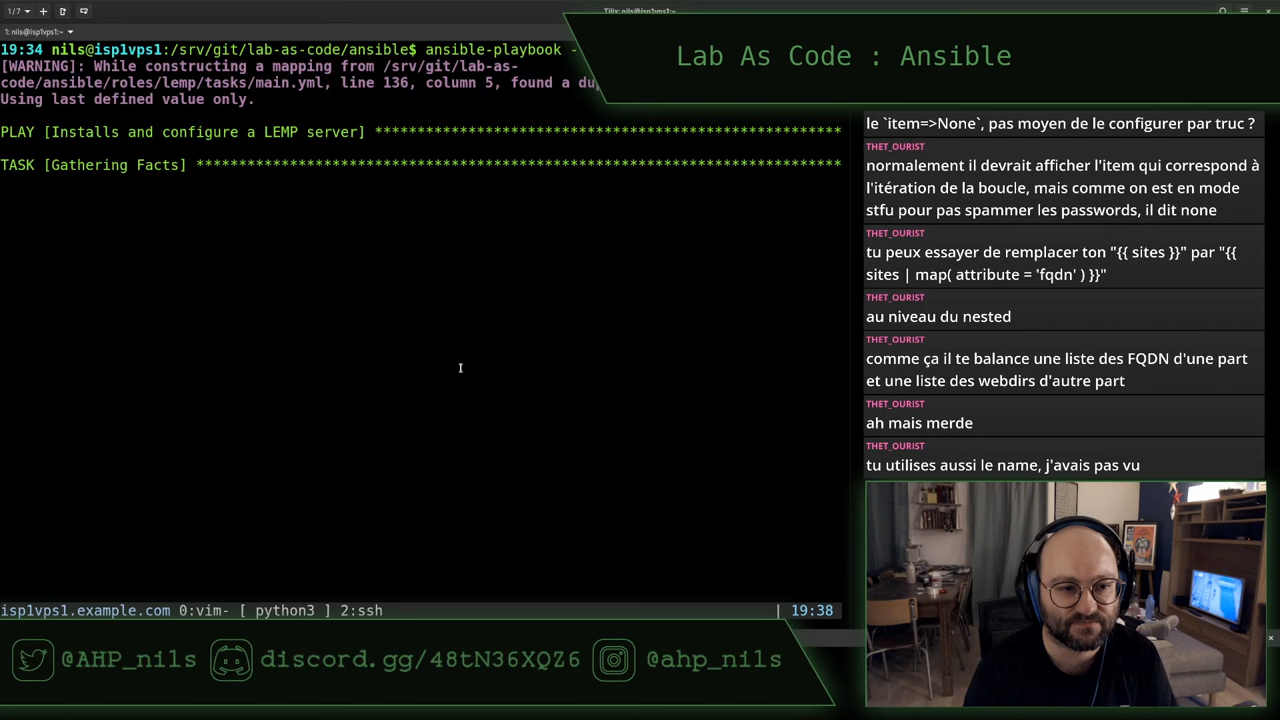 1/7
Tilix: nils@isp1vps1:~
1: nils@isp1vps1:~
19:34 nils@isp1vps1:/srv/git/lab-as-code/ansible$ ansible-playbook -
[WARNING]: While constructing a mapping from /srv/git/lab-as-
code/ansible/roles/lemp/tasks/main.yml, line 136, column 5, found a du
Using last defined value only.
PLAY [Installs and configure a LEMP server] *********************************************************
TASK [Gathering Facts] *******************************************************************************
isp1vps1.example.com 0:vim- [ python3 ] 2:ssh
| 19:38
Lab As Code : Ansible
le `item=>None`, pas moyen de le configurer par truc ?
THET_OURIST
normalement il devrait afficher l'item qui correspond à
l'itération de la boucle, mais comme on est en mode
stfu pour pas spammer les passwords, il dit none
THET_OURIST
tu peux essayer de remplacer ton "{{ sites }}" par "{{
sites | map( attribute = 'fqdn' ) }}"
THET_OURIST
au niveau du nested
THET_OURIST
comme ça il te balance une liste des FQDN d'une part
et une liste des webdirs d'autre part
THET_OURIST
ah mais merde
THET_OURIST
tu utilises aussi le name, j'avais pas vu
@AHP_nils
discord.gg/48tN36XQZ6
@ahp_nils